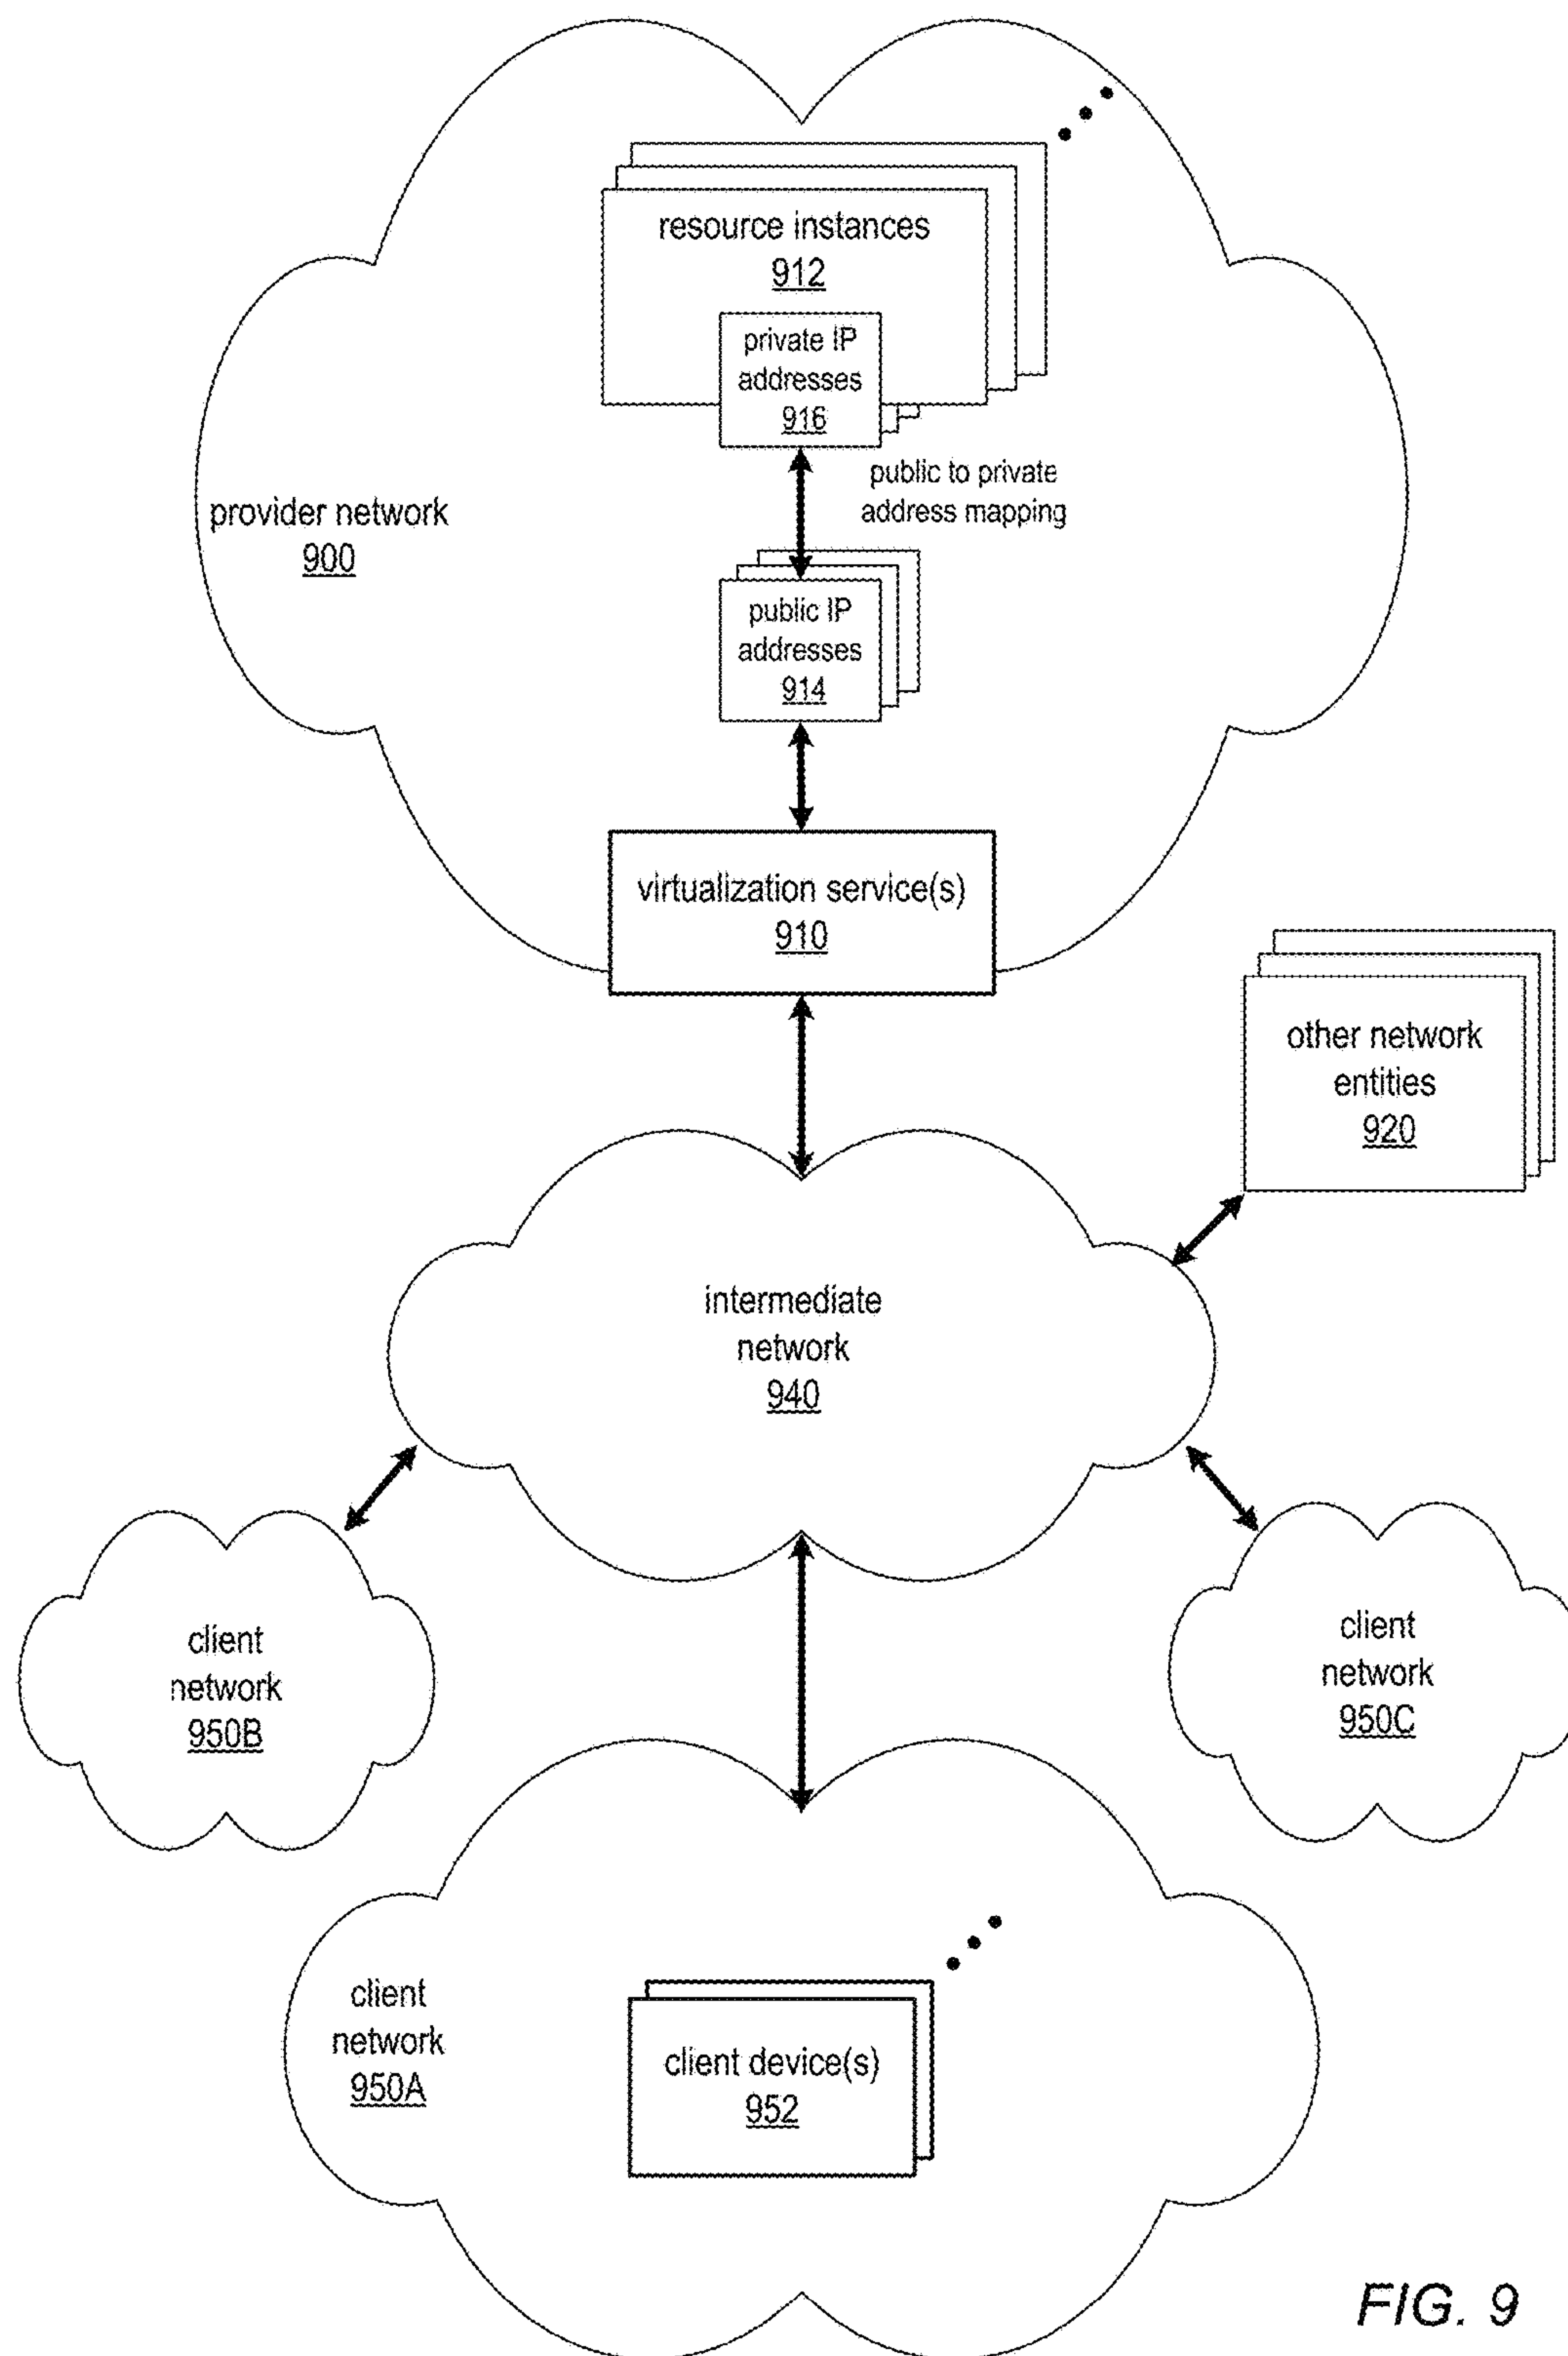 resource instances
912
private IP
addresses
916
public to private
address mapping
provider network
900
public IP
addresses
914
virtualization service(s)
910
other network
entities
920
intermediate
network
940
client
network
950B
client
network
950C
client
network
950A
client device(s)
952
FIG. 9